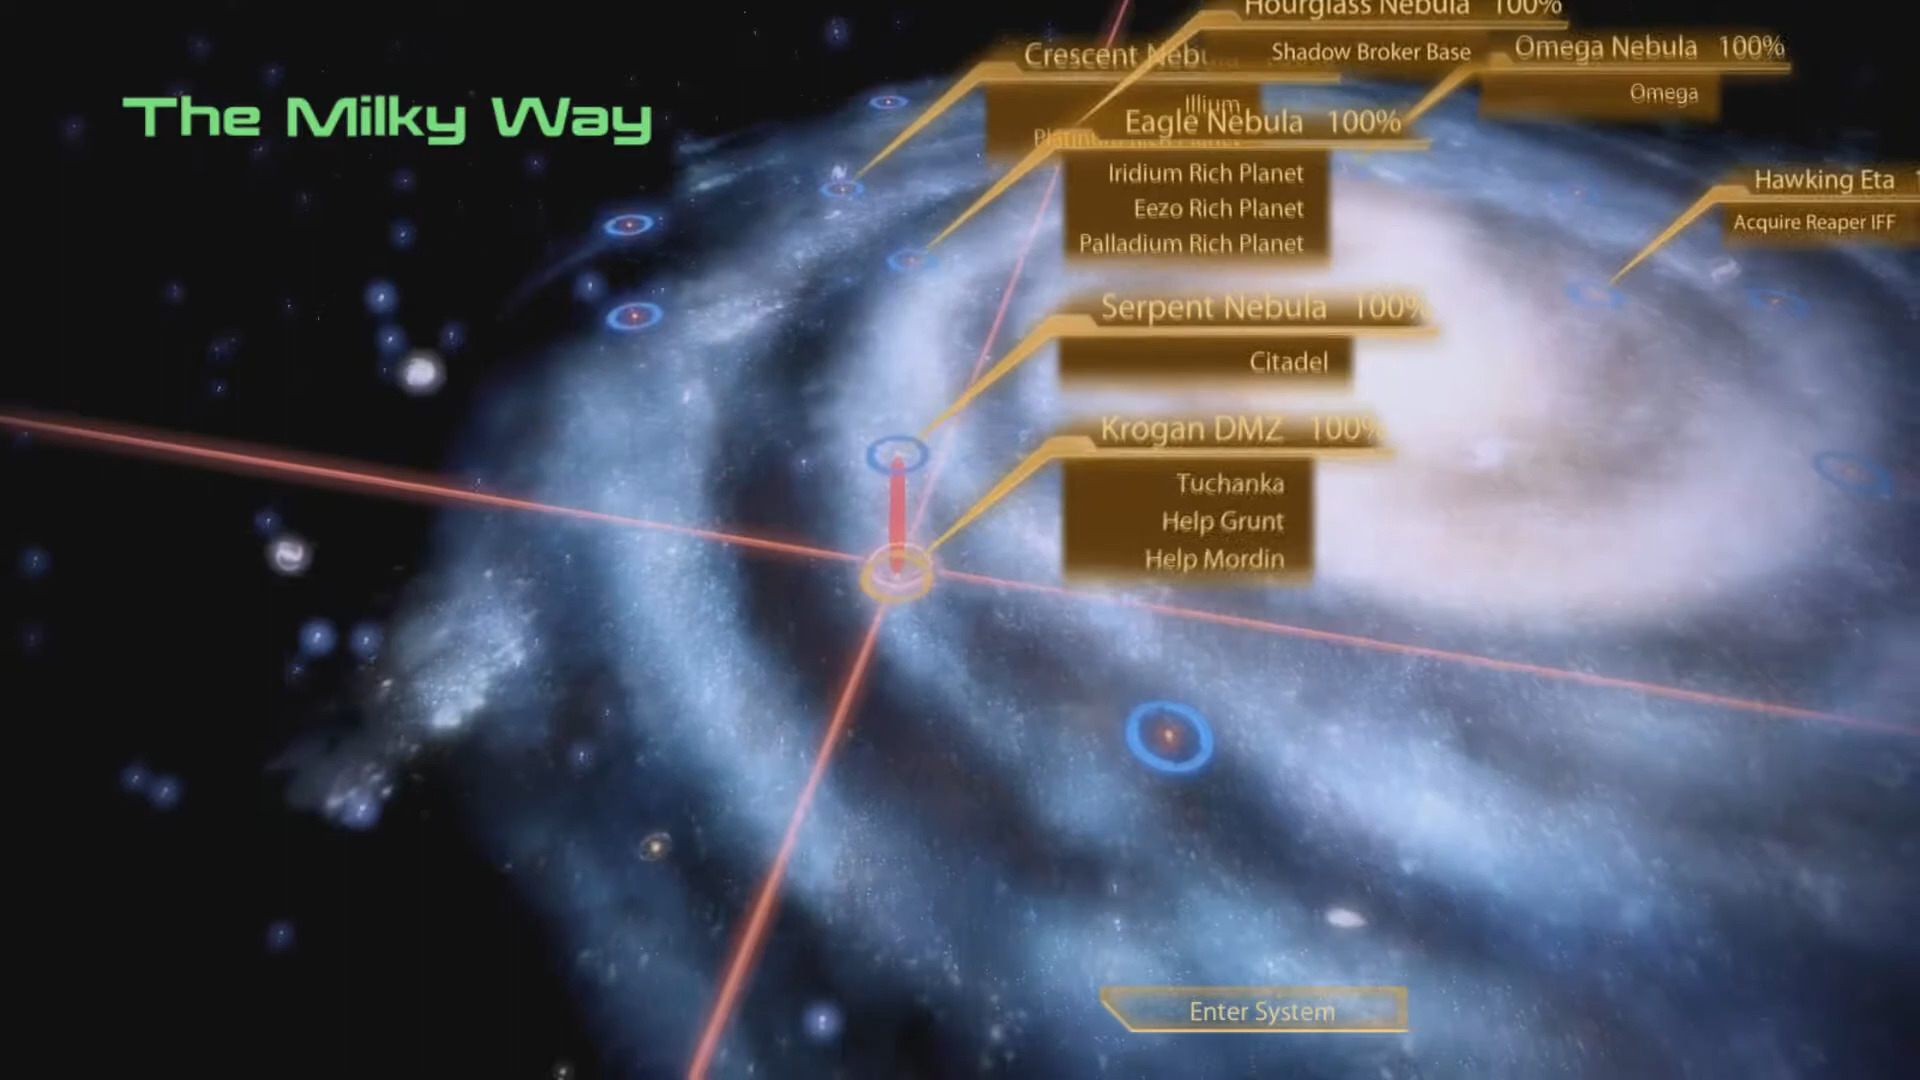 The Milky Way
Hourglass Nebula 100%
Shadow Broker Base
Crescent Nebu
Illium
Omega Nebula 100%
Omega
Eagle Nebula 100%
Iridium Rich Planet
Eezo Rich Planet
Palladium Rich Planet
Hawking Eta 1
Acquire Reaper IFF
Serpent Nebula 100%
Citadel
Krogan DMZ 100%
Tuchanka
Help Grunt
Help Mordin
Enter System